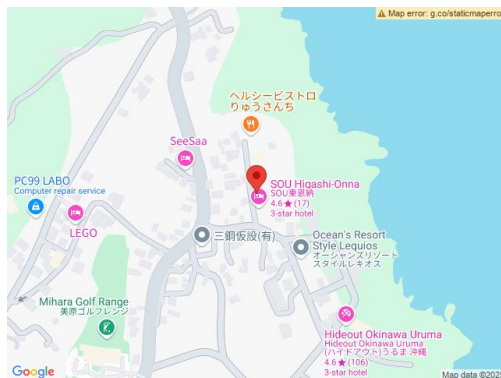 Map error: g.co/staticmaperro
ヘルシービストロ
りゅうさんち
SeeSaa
PC99 LABO
Computer repair service
SOU Higashi-Onna
SOU東恩納
4.6★(17)
3-star hotel
LEGO
三鋼仮設(有)
Ocean's Resort
Style Lequios
オーシャンズリゾート
スタイルレキオス
Mihara Golf Range
美原ゴルフレンジ
Hideout Okinawa Uruma
Hideout Okinawa Uruma
(ハイドアウト)うるま 沖縄
4.6★(106)
3-star hotel
Google
Map data ©2025